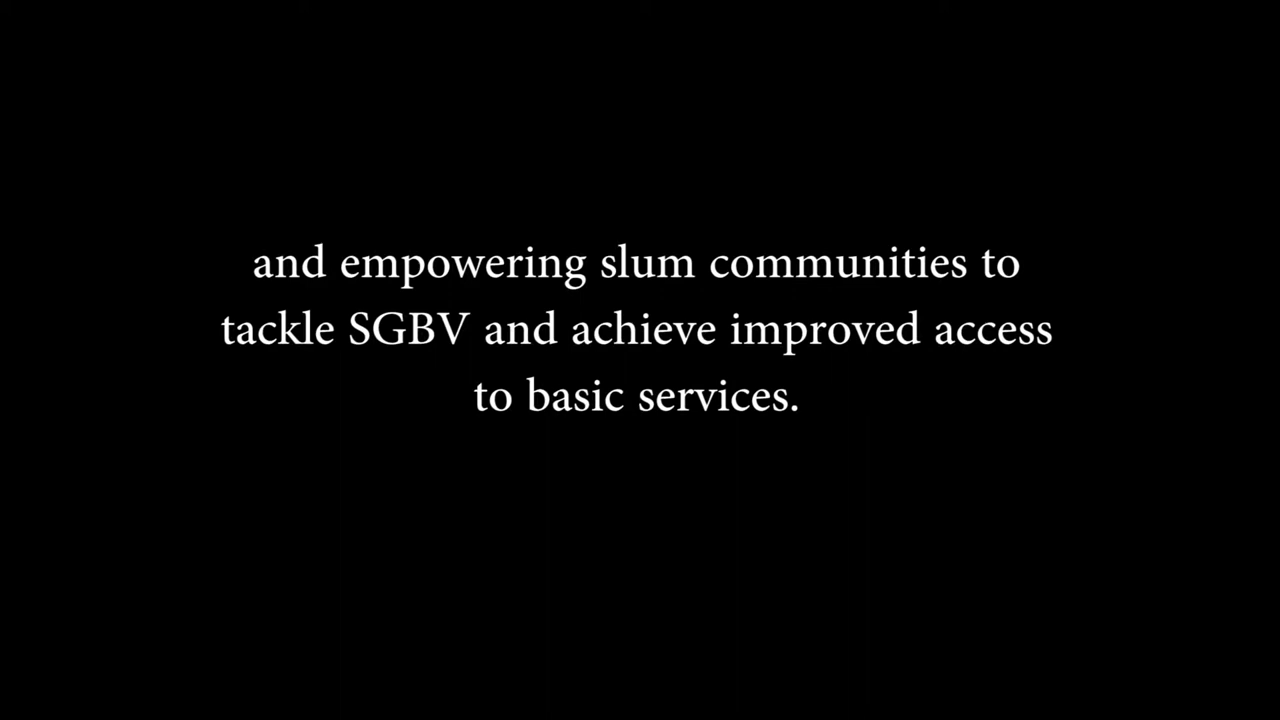 and empowering slum communities to
tackle SGBV and achieve improved access
to basic services.